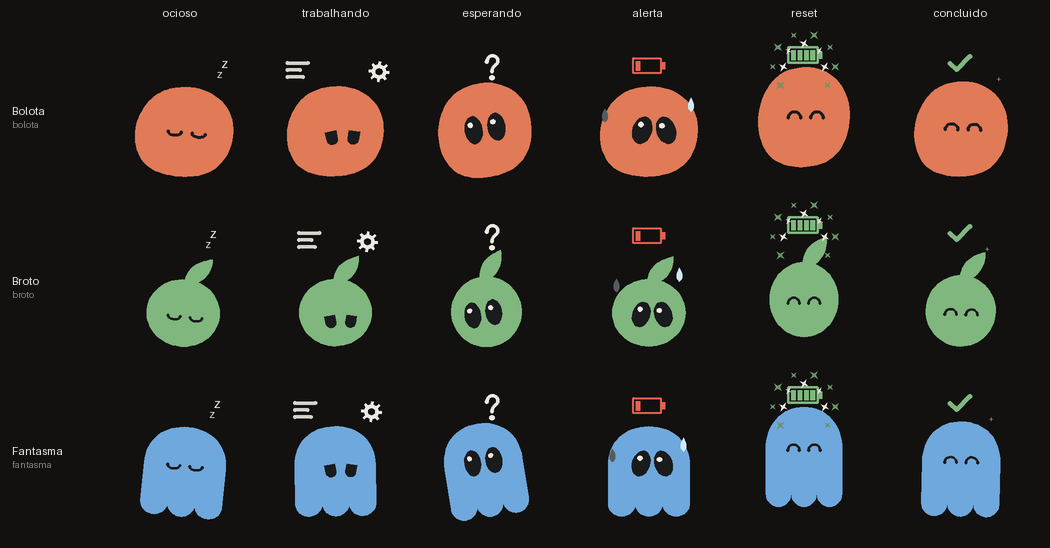 ocioso trabalhando esperando alerta reset concluido
z
z
?
Bolota
bolota
z
z
?
Broto
broto
z
z
?
Fantasma
fantasma